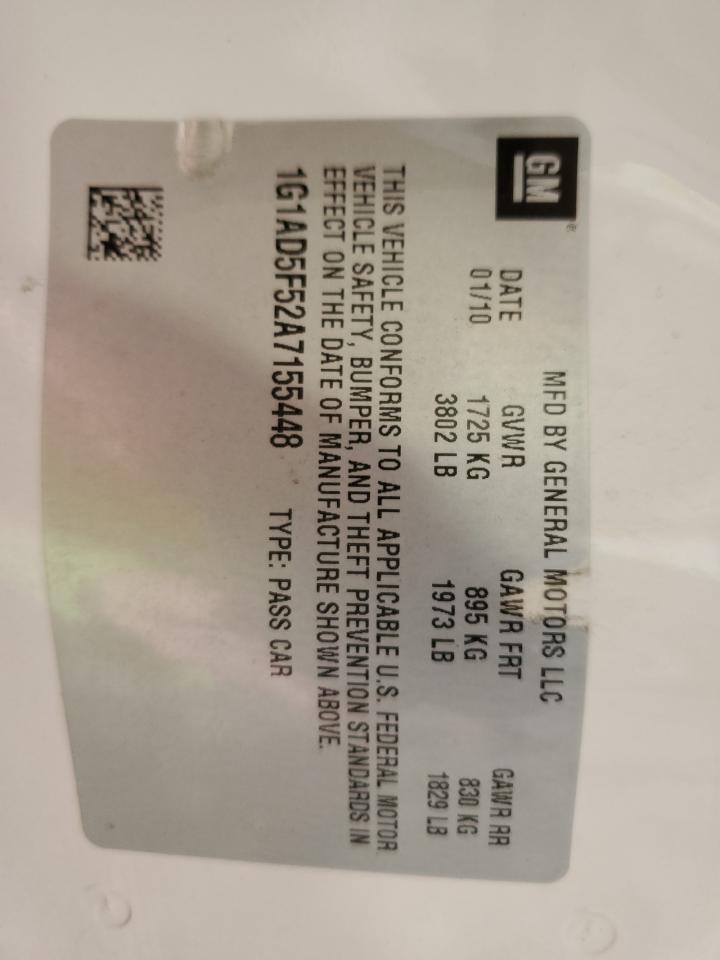 GM
MFD BY GENERAL MOTORS LLC
DATE GVWR GAWR FRT GAWR RR
01/10 1725 KG 895 KG 830 KG
3802 LB 1973 LB 1829 LB
THIS VEHICLE CONFORMS TO ALL APPLICABLE U.S. FEDERAL MOTOR
VEHICLE SAFETY, BUMPER, AND THEFT PREVENTION STANDARDS IN
EFFECT ON THE DATE OF MANUFACTURE SHOWN ABOVE.
1G1AD5F52A7155448 TYPE: PASS CAR